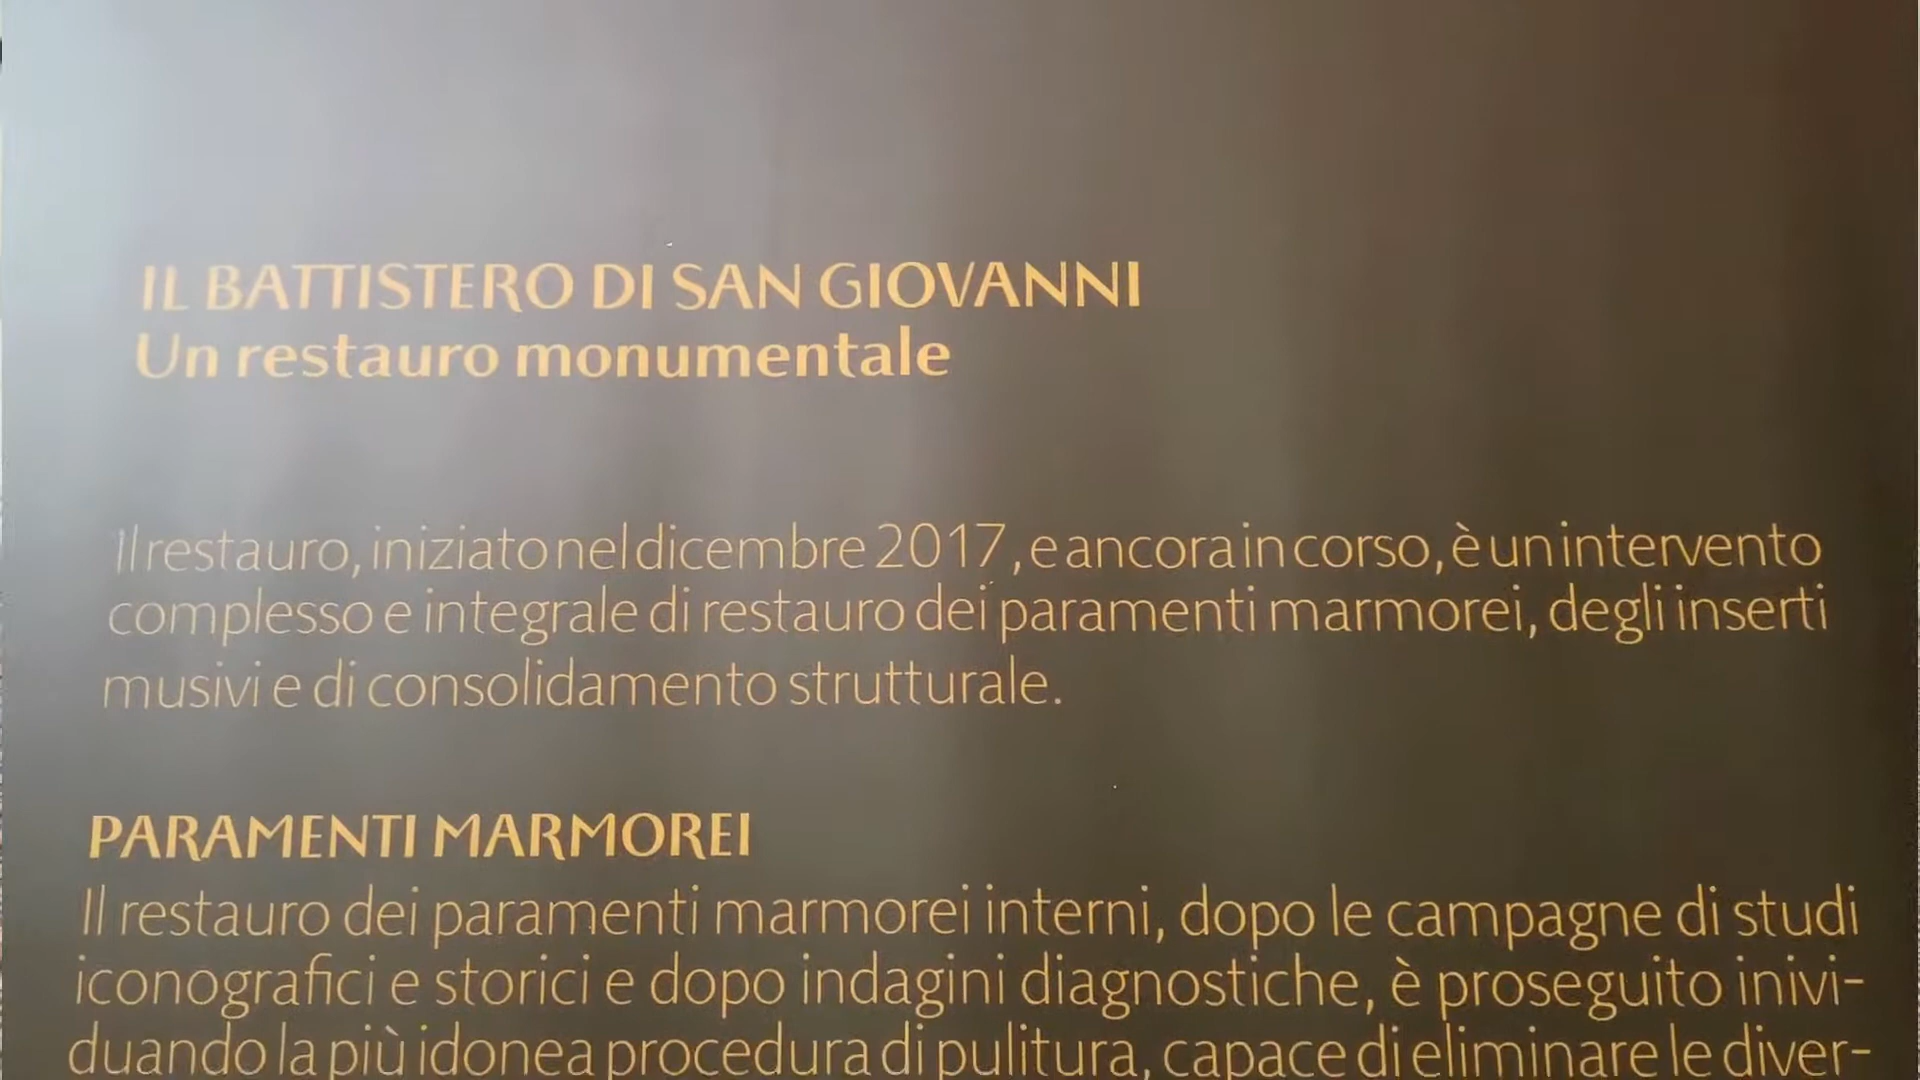 IL BATTISTERO DI SAN GIOVANNI
Un restauro monumentale
Il restauro, iniziato nel dicembre 2017, e ancora in corso, è un intervento
complesso e integrale di restauro dei paramenti marmorei, degli inserti
musivi e di consolidamento strutturale.
PARAMENTI MARMOREI
Il restauro dei paramenti marmorei interni, dopo le campagne di studi
iconografici e storici e dopo indagini diagnostiche, è proseguito inivi-
duando la più idonea procedura di pulitura, capace di eliminare le diver-